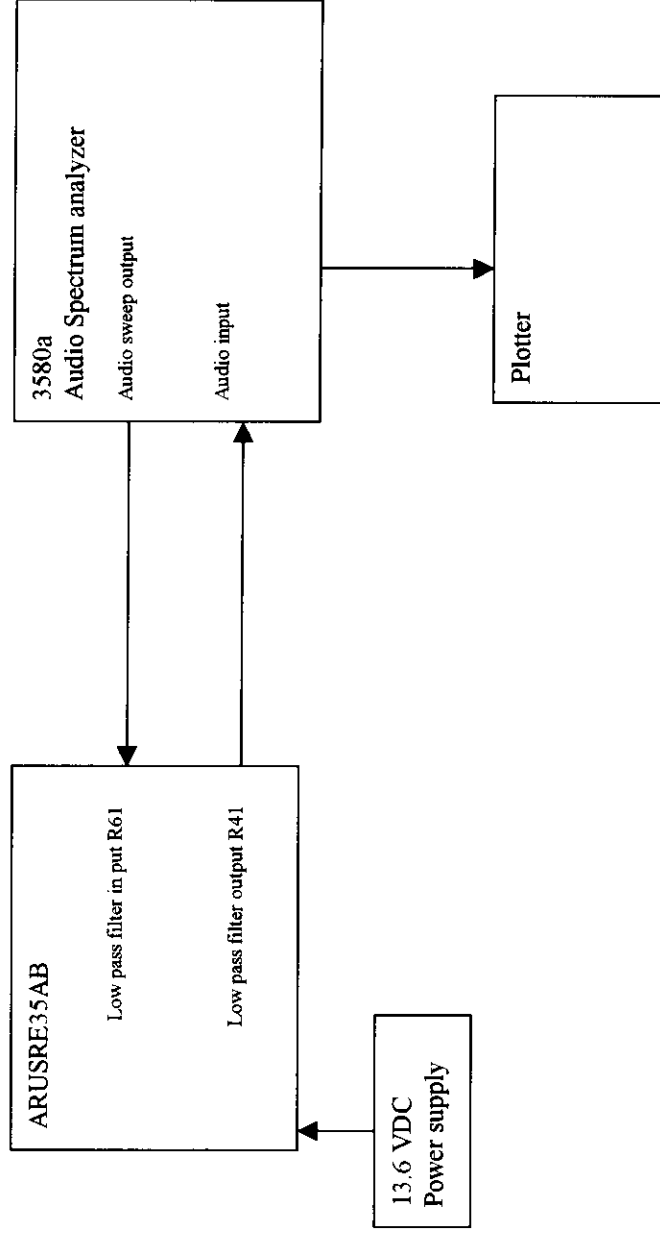 ARUSRE35AB
Low pass filter in put R61
Low pass filter output R41
13.6 VDC
Power supply
3580a
Audio Spectrum analyzer
Audio sweep output
Audio input
Plotter